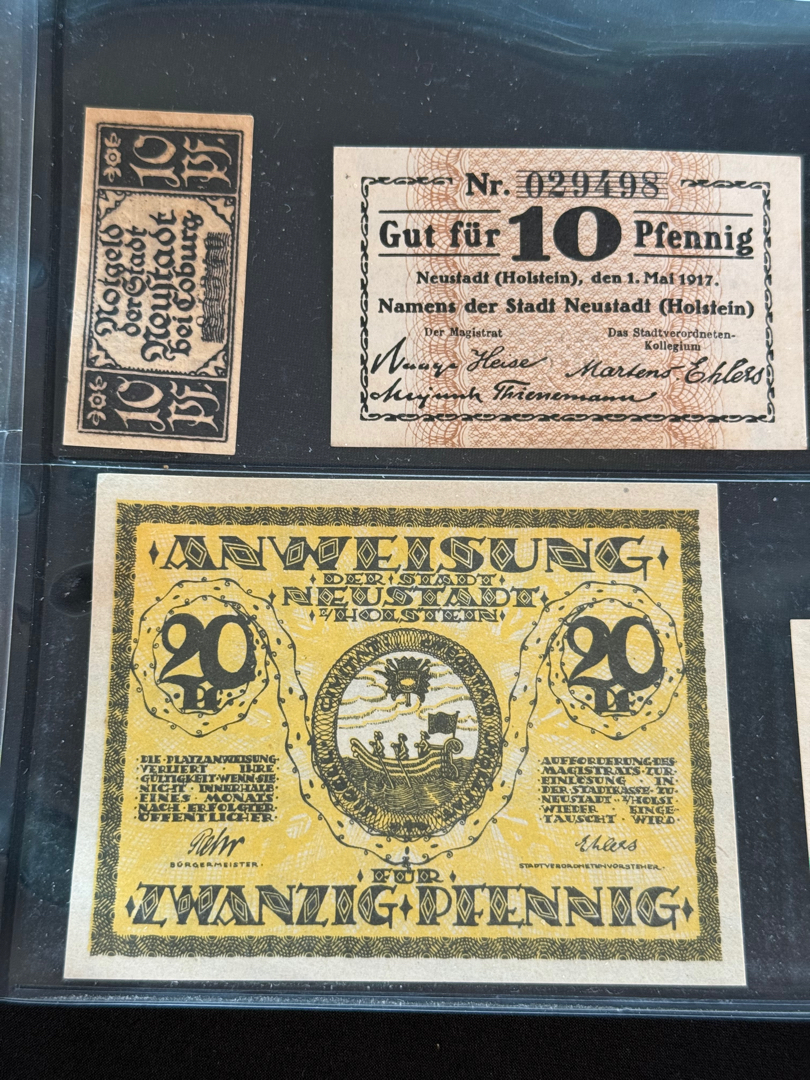 10 Pf.
Notgeld
der Stadt
Neustadt
bei Coburg
10 Pf.
Nr. 029498
Gut für 10 Pfennig
Neustadt (Holstein), den 1. Mai 1917.
Namens der Stadt Neustadt (Holstein)
Der Magistrat
Das Stadtverordneten-
Kollegium
Heise
Martens. Ehlers
Thienemann
ANWEISUNG
DER STADT
NEUSTADT
I/HOLSTEIN
20
Pf
20
Pf
DIE PLATZANWEISUNG
VERLIERT IHRE
GÜLTIGKEIT WENN SIE
NICHT INNERHALB
EINES MONATS
NACH ERFOLGTER
ÖFFENTLICHER
AUFFORDERUNG DES
MAGISTRATS ZUR
EINLÖSUNG IN
DER STADTKASSE ZU
NEUSTADT I/HOLST
WIEDER EINGE-
TAUSCHT WIRD
BÜRGERMEISTER.
Ehlers
STADTVERORDNETENVORSTEHER.
FÜR
ZWANZIG PFENNIG